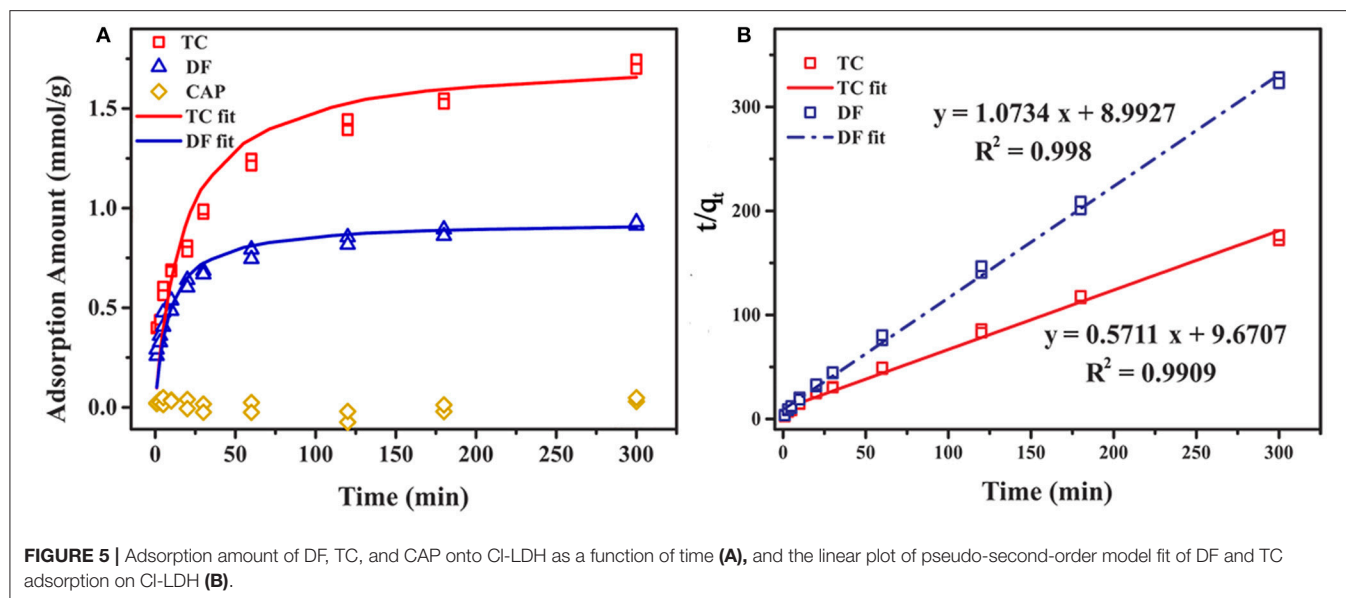 A
TC
DF
CAP
TC fit
DF fit
1.5
1.0
0.5
0.0
Adsorption Amount (mmol/g)
0 50 100 150 200 250 300
Time (min)
B
TC
TC fit
DF
DF fit
y = 1.0734 x + 8.9927
R² = 0.998
y = 0.5711 x + 9.6707
R² = 0.9909
300
200
100
0
t/qt
0 50 100 150 200 250 300
Time (min)
FIGURE 5 | Adsorption amount of DF, TC, and CAP onto Cl-LDH as a function of time (A), and the linear plot of pseudo-second-order model fit of DF and TC
adsorption on Cl-LDH (B).